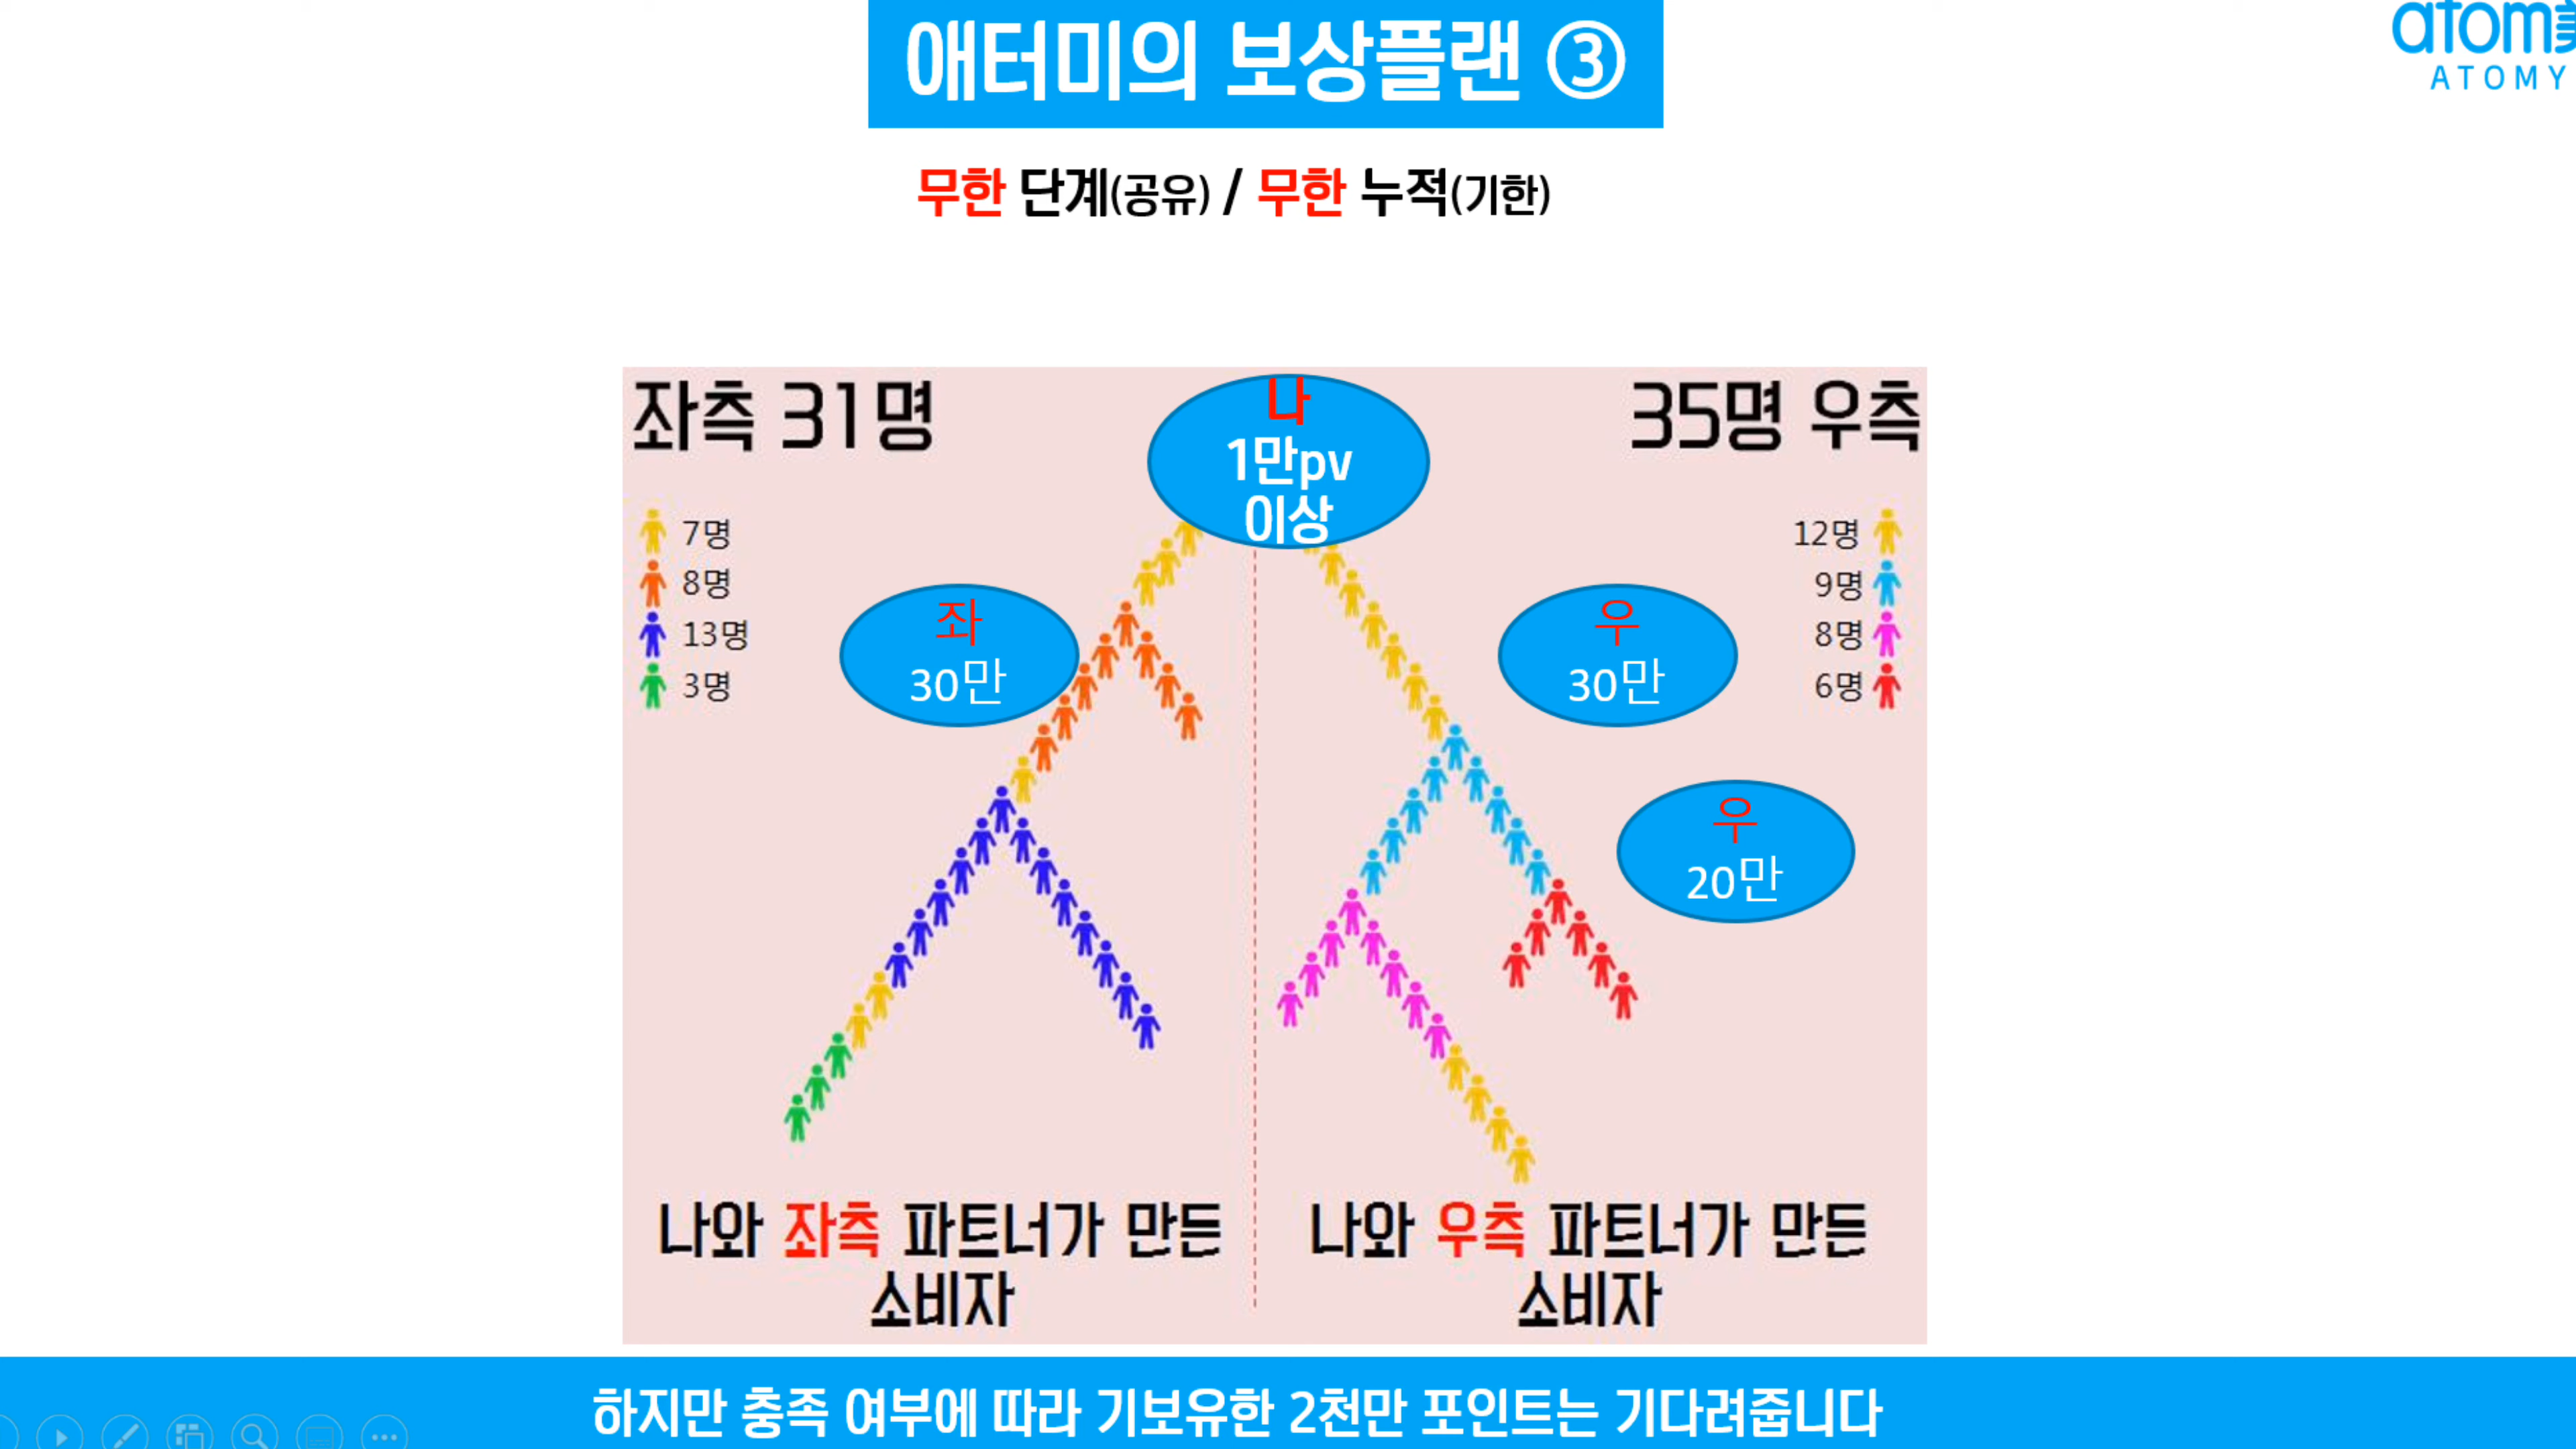 애터미의 보상플랜 ③
atom美
ATOMY
무한 단계(공유) / 무한 누적(기한)
좌측 31명
35명 우측
나
1만pv
이상
7명
8명
13명
3명
12명
9명
8명
6명
좌
30만
우
30만
우
20만
나와 좌측 파트너가 만든
소비자
나와 우측 파트너가 만든
소비자
하지만 충족 여부에 따라 기보유한 2천만 포인트는 기다려줍니다